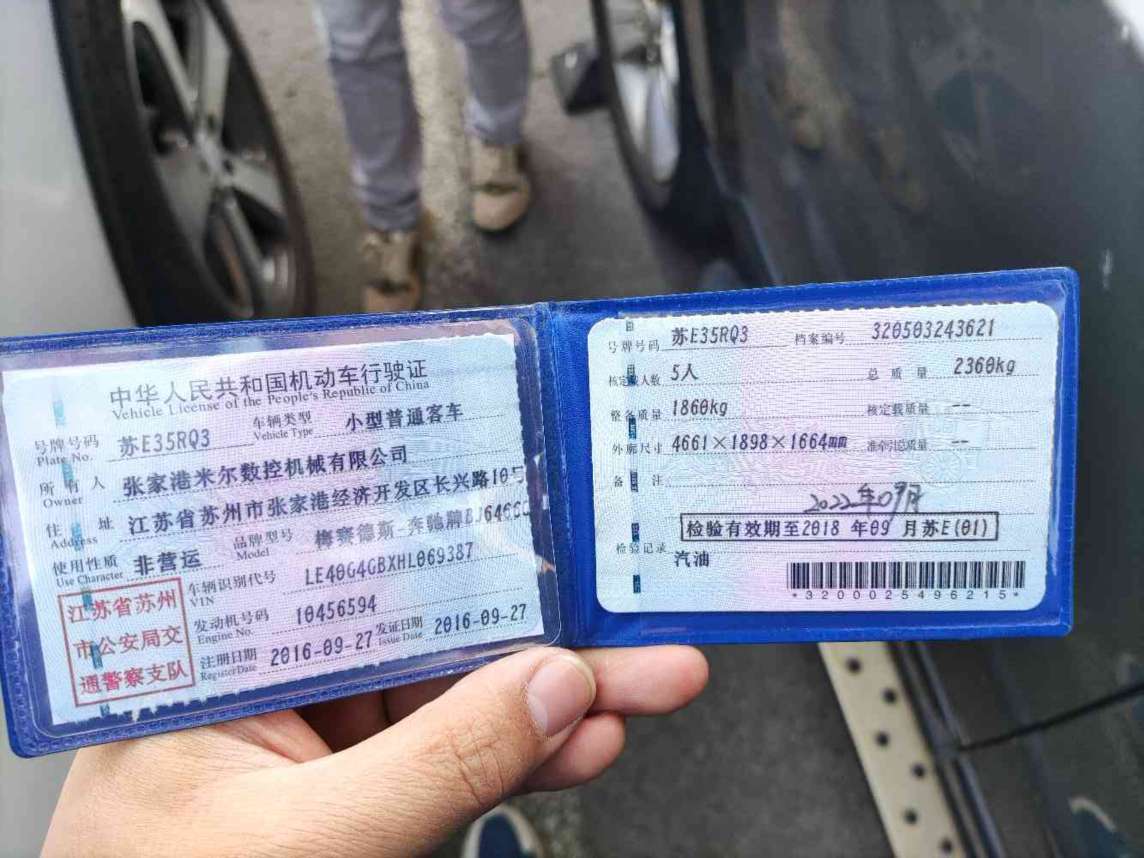 中华人民共和国机动车行驶证
Vehicle License of the People's Republic of China
号牌号码 苏E35RQ3 车辆类型 小型普通客车
Plate No. Vehicle Type
所有人 张家港米尔数控机械有限公司
Owner
住址 江苏省苏州市张家港经济开发区长兴路10号
Address
使用性质 非营运 品牌型号 梅赛德斯-奔驰牌
Use Character Model
车辆识别代号 LE40G4GBXHL069387
VIN
发动机号码 10456594
Engine No.
注册日期 2016-09-27 发证日期 2016-09-27
Register Date Issue Date
江苏省苏州
市公安局交
通警察支队
号牌号码 苏E35RQ3 档案编号 320503243621
核定载人数 5人 总质量 2360kg
整备质量 1860kg 核定载质量 --
外廓尺寸 4661×1898×1664mm 准牵引总质量 --
备注
2022年09月
检验有效期至2018年09月苏E(01)
检验记录
汽油
*3200025496215*